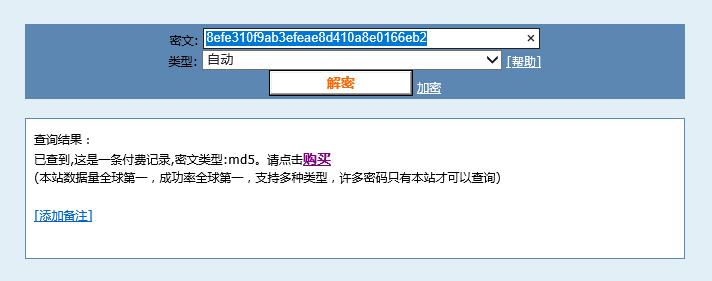 密文: 8efe310f9ab3efeae8d410a8e0166eb2 ×
类型: 自动 [帮助]
解密 加密
查询结果：
已查到,这是一条付费记录,密文类型:md5。请点击购买
(本站数据量全球第一，成功率全球第一，支持多种类型，许多密码只有本站才可以查询)
[添加备注]